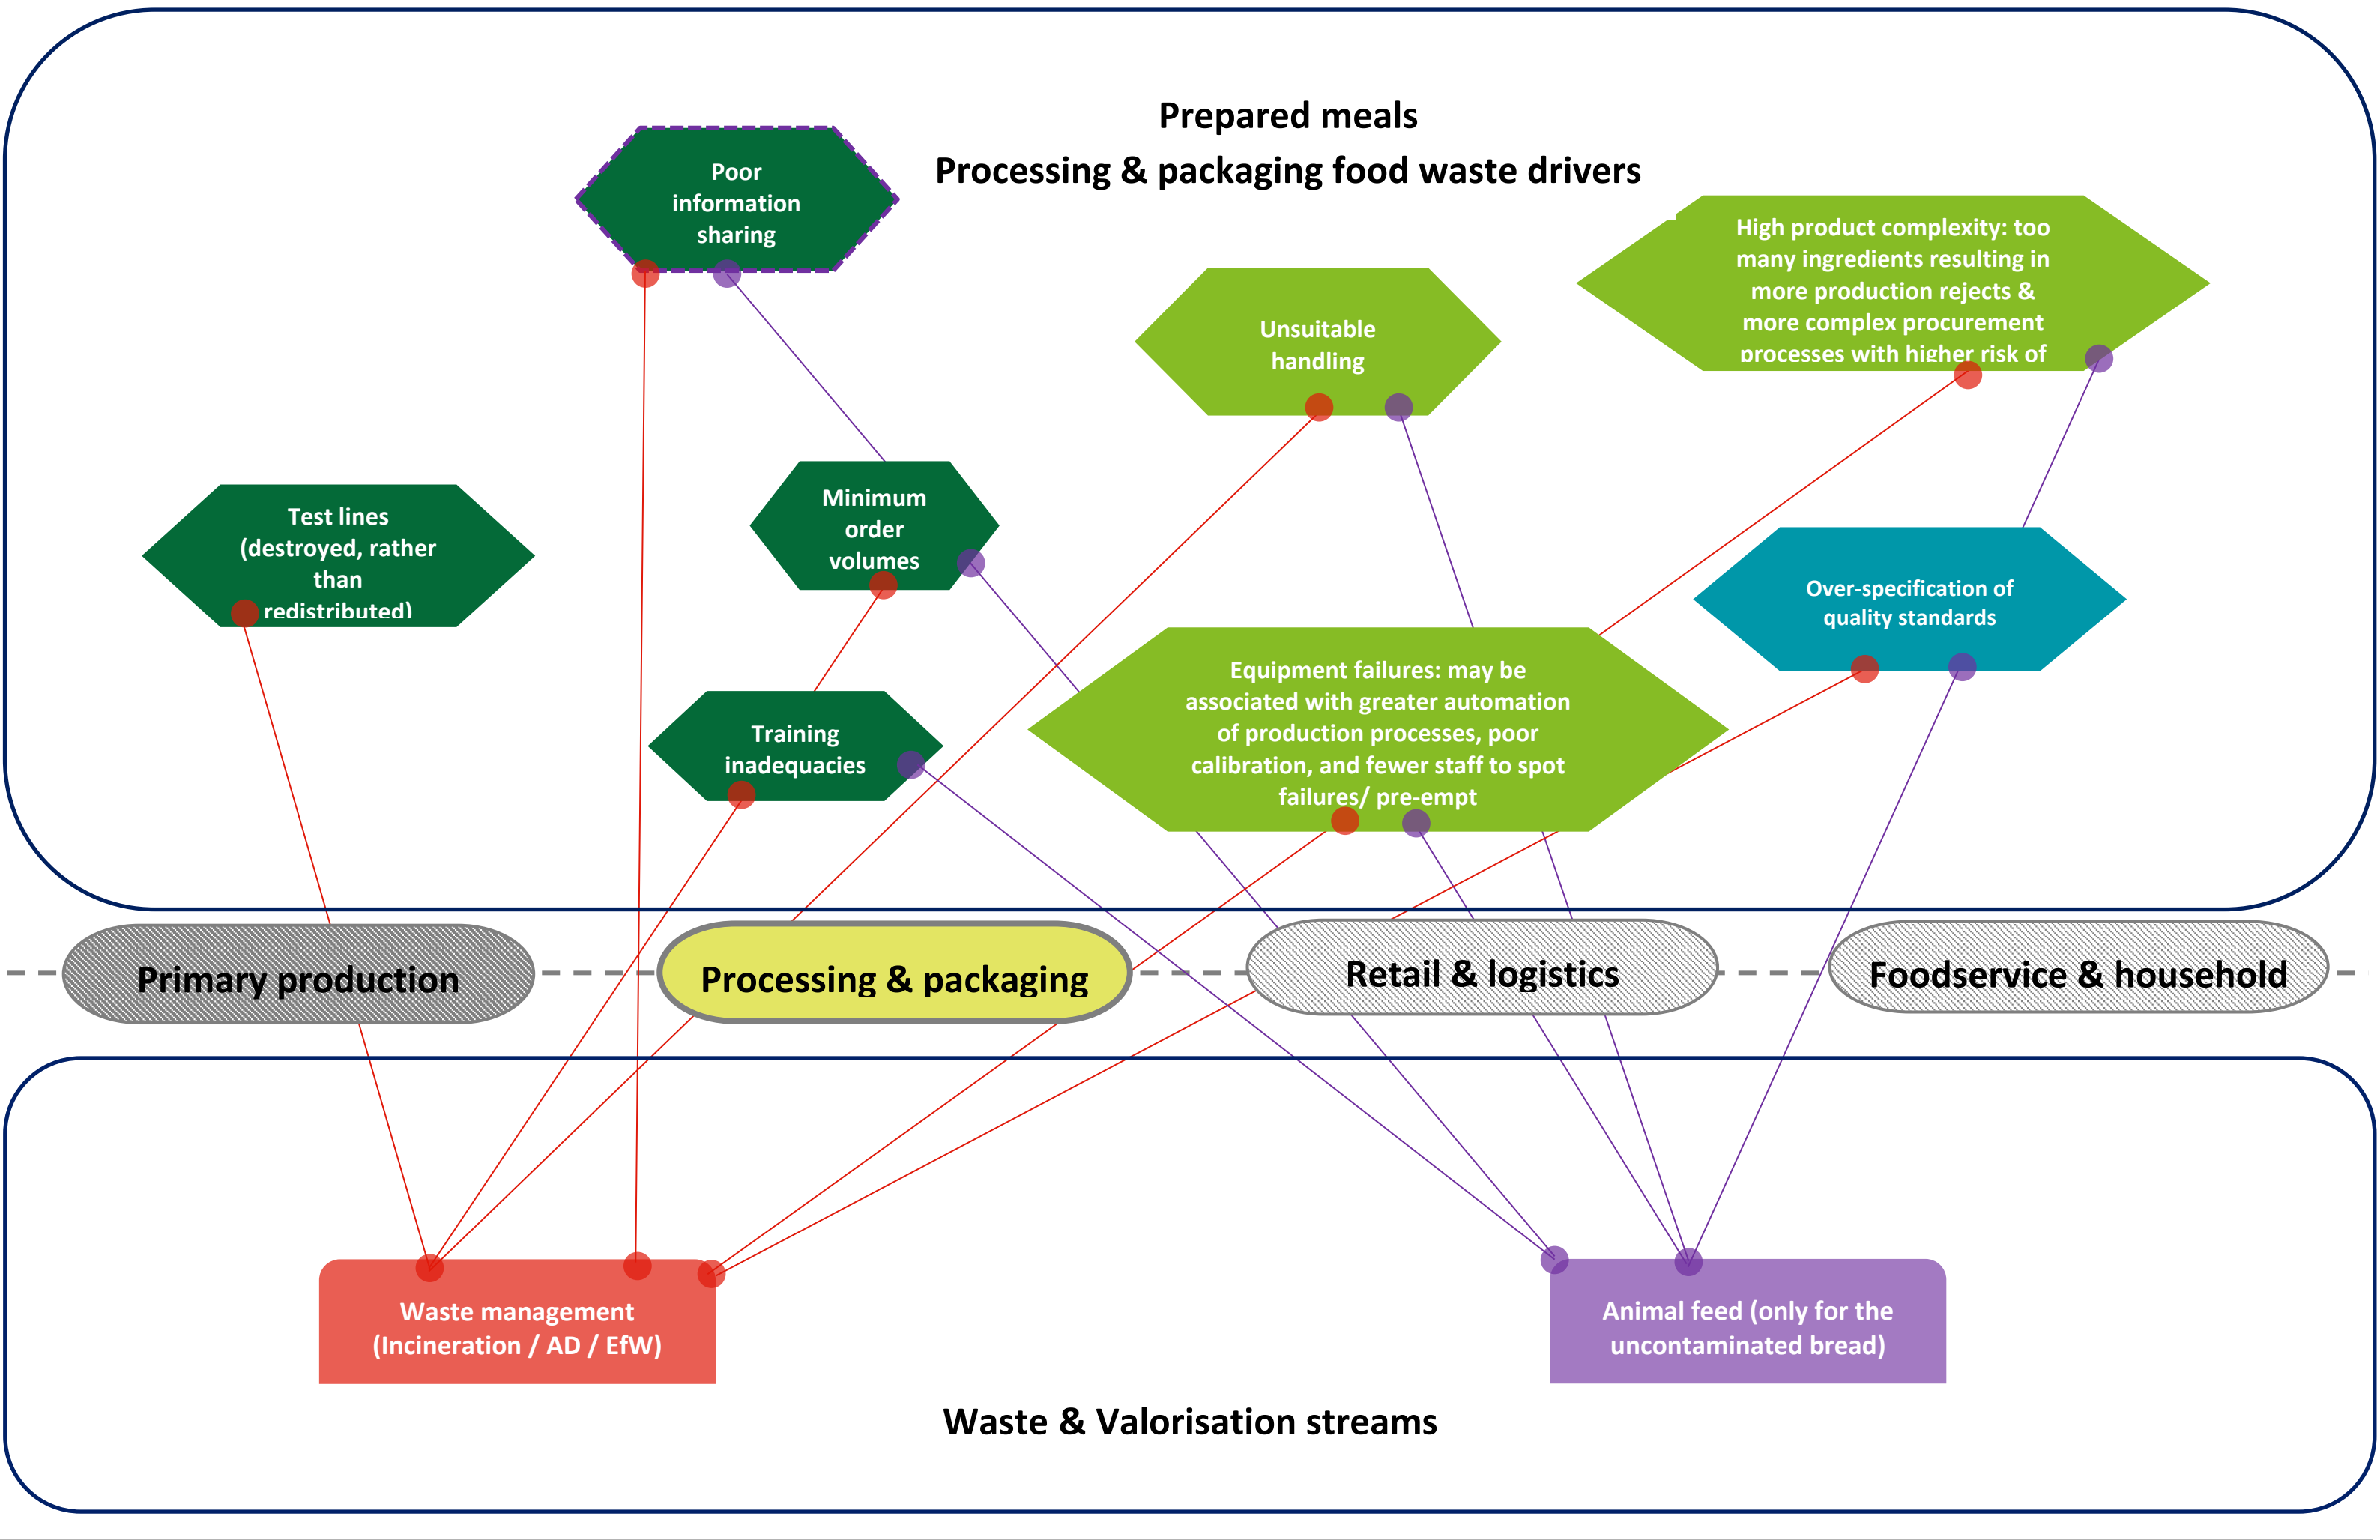 Prepared meals
Processing & packaging food waste drivers
Poor
information
sharing
High product complexity: too
many ingredients resulting in
more production rejects &
more complex procurement
processes with higher risk of
Unsuitable
handling
Minimum
order
volumes
Test lines
(destroyed, rather
than
redistributed)
Over-specification of
quality standards
Training
inadequacies
Equipment failures: may be
associated with greater automation
of production processes, poor
calibration, and fewer staff to spot
failures/ pre-empt
Primary production
Processing & packaging
Retail & logistics
Foodservice & household
Waste management
(Incineration / AD / EfW)
Animal feed (only for the
uncontaminated bread)
Waste & Valorisation streams